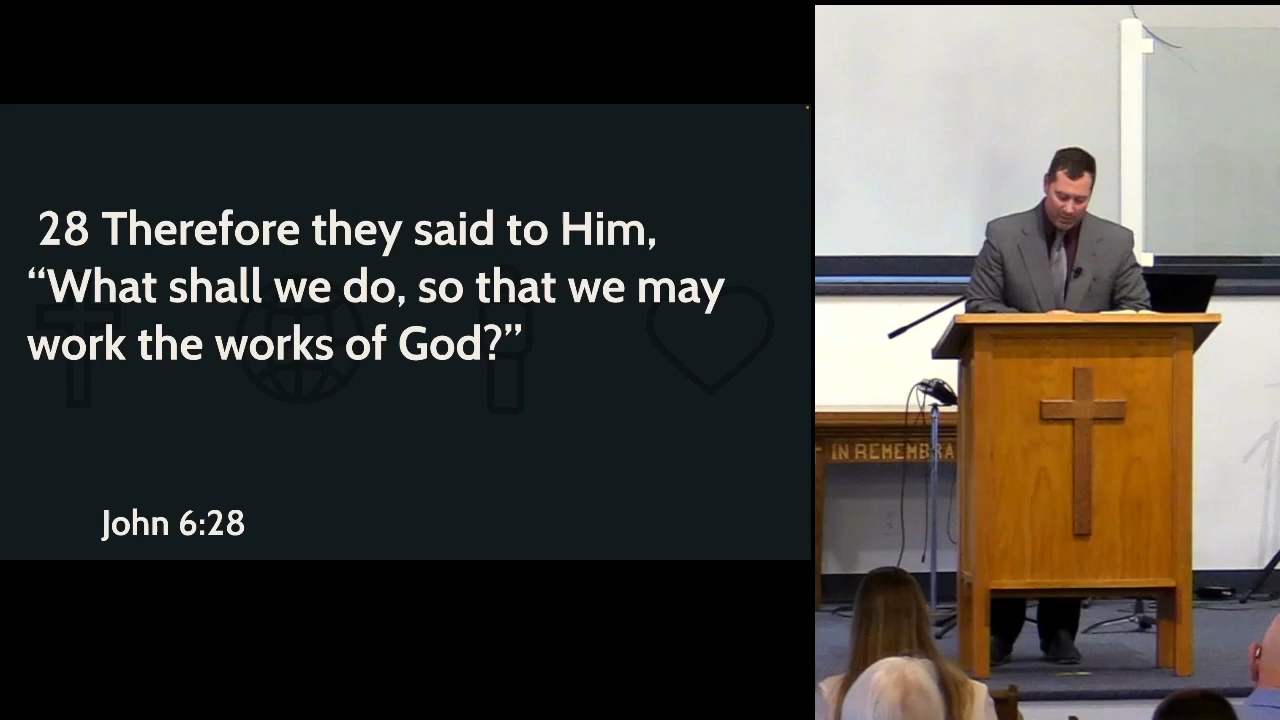 28 Therefore they said to Him,
“What shall we do, so that we may
work the works of God?”
John 6:28
IN REMEMBRA